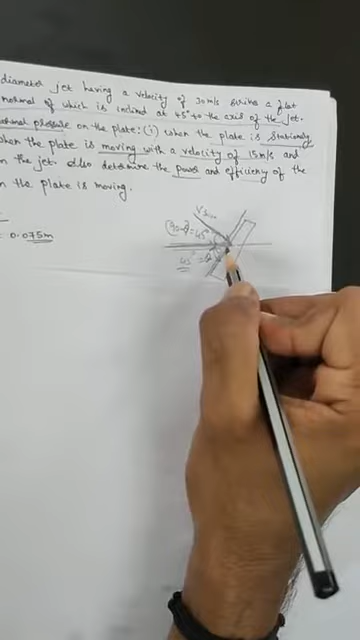 diameter jet having a velocity of 30 m/s strikes a flat
normal of which is inclined at 45° to the axis of the jet.
normal pressure on the plate: (i) when the plate is stationary
when the plate is moving with a velocity of 15 m/s and
m the jet. Also determine the power and efficiency of the
n the plate is moving.
= 0.075m
(90-θ)=45°
45° = θ